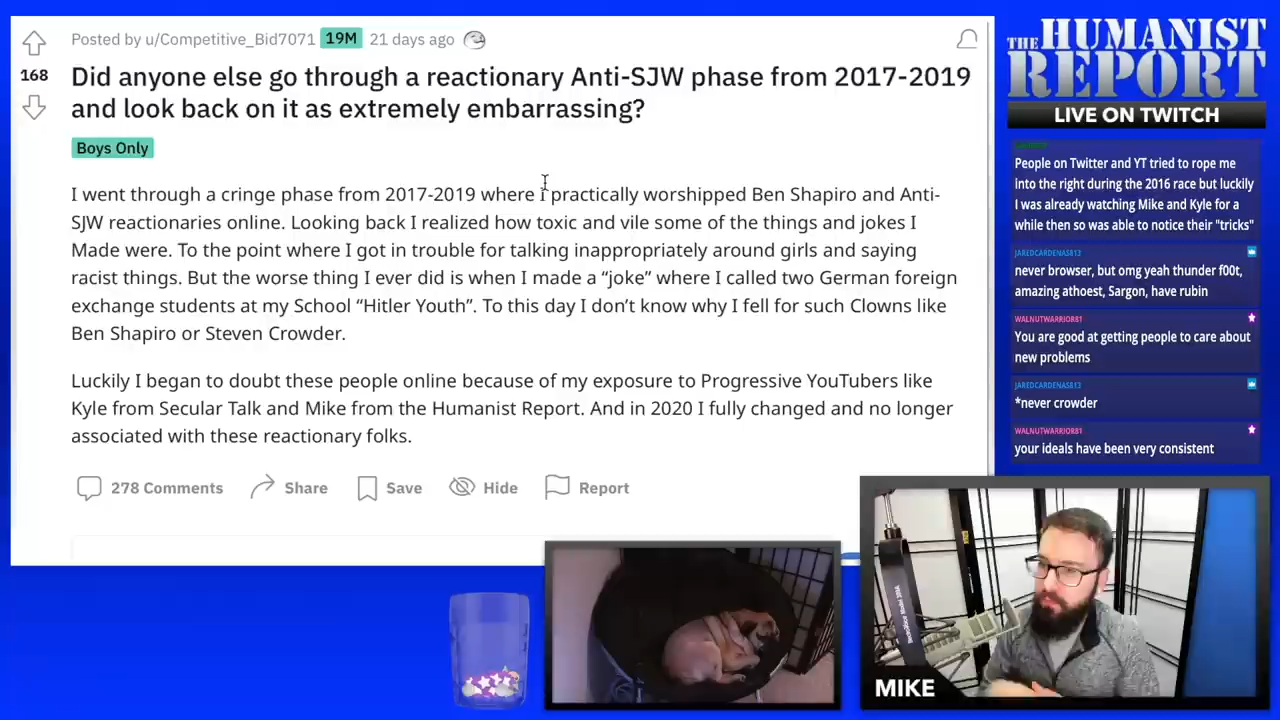 Posted by u/Competitive_Bid7071 19M 21 days ago
168
Did anyone else go through a reactionary Anti-SJW phase from 2017-2019
and look back on it as extremely embarrassing?
Boys Only
I went through a cringe phase from 2017-2019 where I practically worshipped Ben Shapiro and Anti-
SJW reactionaries online. Looking back I realized how toxic and vile some of the things and jokes I
Made were. To the point where I got in trouble for talking inappropriately around girls and saying
racist things. But the worse thing I ever did is when I made a “joke” where I called two German foreign
exchange students at my School “Hitler Youth”. To this day I don’t know why I fell for such Clowns like
Ben Shapiro or Steven Crowder.
Luckily I began to doubt these people online because of my exposure to Progressive YouTubers like
Kyle from Secular Talk and Mike from the Humanist Report. And in 2020 I fully changed and no longer
associated with these reactionary folks.
278 Comments Share Save Hide Report
THE HUMANIST
REPORT
LIVE ON TWITCH
People on Twitter and YT tried to rope me
into the right during the 2016 race but luckily
I was already watching Mike and Kyle for a
while then so was able to notice their "tricks"
JAREDCARDENAS813
never browser, but omg yeah thunder f00t,
amazing athoest, Sargon, have rubin
WALNUTWARRIOR81
You are good at getting people to care about
new problems
JAREDCARDENAS813
*never crowder
WALNUTWARRIOR81
your ideals have been very consistent
MIKE